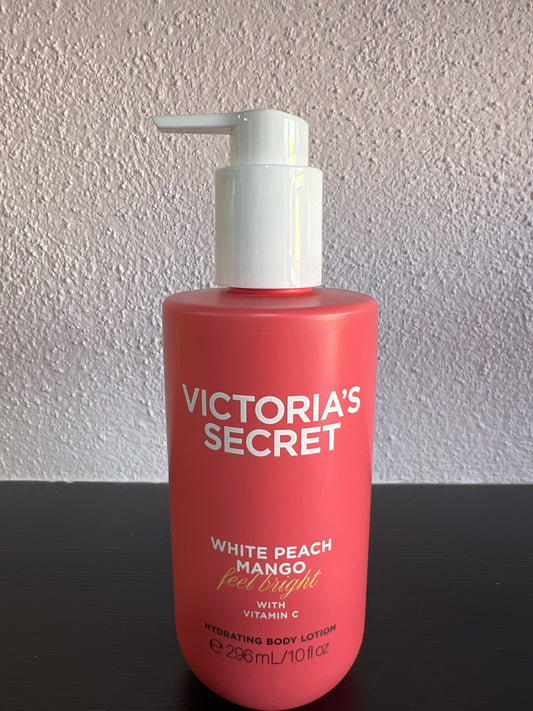 VICTORIA'S
SECRET
WHITE PEACH
MANGO
feel bright
WITH
VITAMIN C
HYDRATING BODY LOTION
℮ 296 mL/10 fl oz